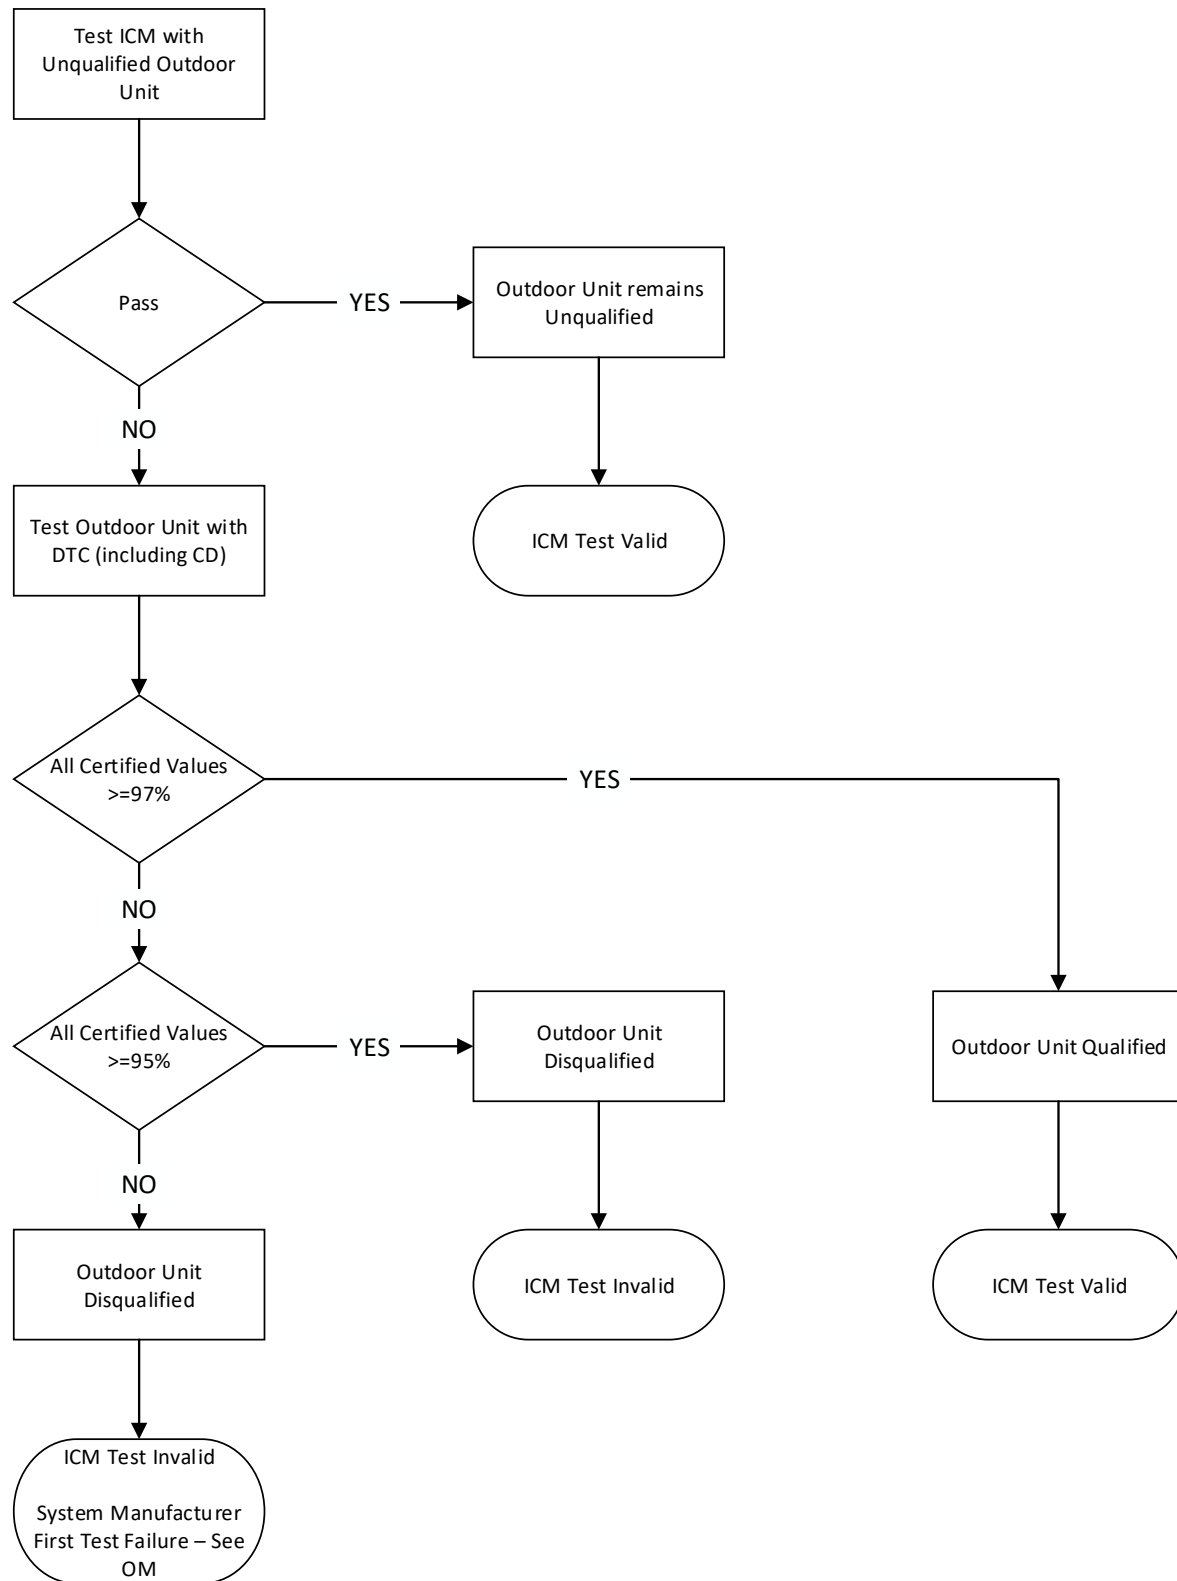 Test ICM with
Unqualified Outdoor
Unit
Pass
YES
Outdoor Unit remains
Unqualified
NO
Test Outdoor Unit with
DTC (including CD)
ICM Test Valid
All Certified Values
>=97%
YES
NO
All Certified Values
>=95%
YES
Outdoor Unit
Disqualified
Outdoor Unit Qualified
NO
Outdoor Unit
Disqualified
ICM Test Invalid
ICM Test Valid
ICM Test Invalid
System Manufacturer
First Test Failure – See
OM